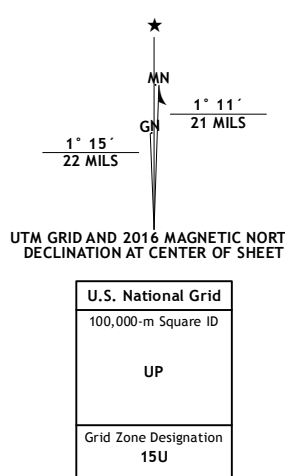 ★
MN
1° 11´
21 MILS
GN
1° 15´
22 MILS
UTM GRID AND 2016 MAGNETIC NORT
DECLINATION AT CENTER OF SHEET
U.S. National Grid
100,000-m Square ID
UP
Grid Zone Designation
15U